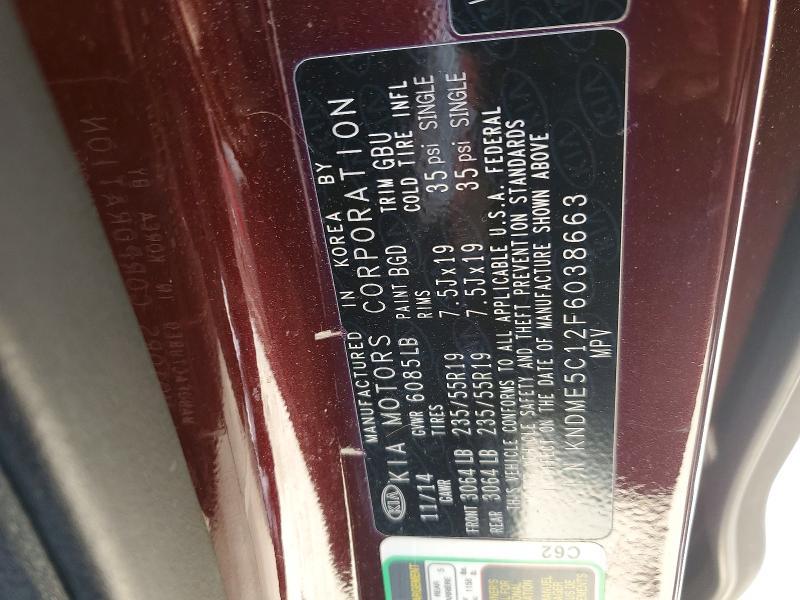 MANUFACTURED IN KOREA BY
KIA KIA MOTORS CORPORATION
11/14 GVWR 6085LB PAINT BGD TRIM GBU
GAWR TIRES RIMS COLD TIRE INFL
FRONT 3064 LB 235/55R19 7.5Jx19 35 psi SINGLE
REAR 3064 LB 235/55R19 7.5Jx19 35 psi SINGLE
THIS VEHICLE CONFORMS TO ALL APPLICABLE U.S.A. FEDERAL
VEHICLE SAFETY AND THEFT PREVENTION STANDARDS
ON THE DATE OF MANUFACTURE SHOWN ABOVE
KNDME5C12F6038663
MPV
C62
REAR 5